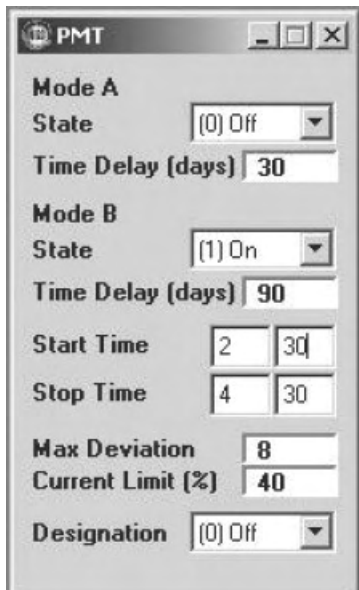 PMT
Mode A
State (0) Off
Time Delay (days) 30
Mode B
State (1) On
Time Delay (days) 90
Start Time 2 30
Stop Time 4 30
Max Deviation 8
Current Limit (%) 40
Designation (0) Off